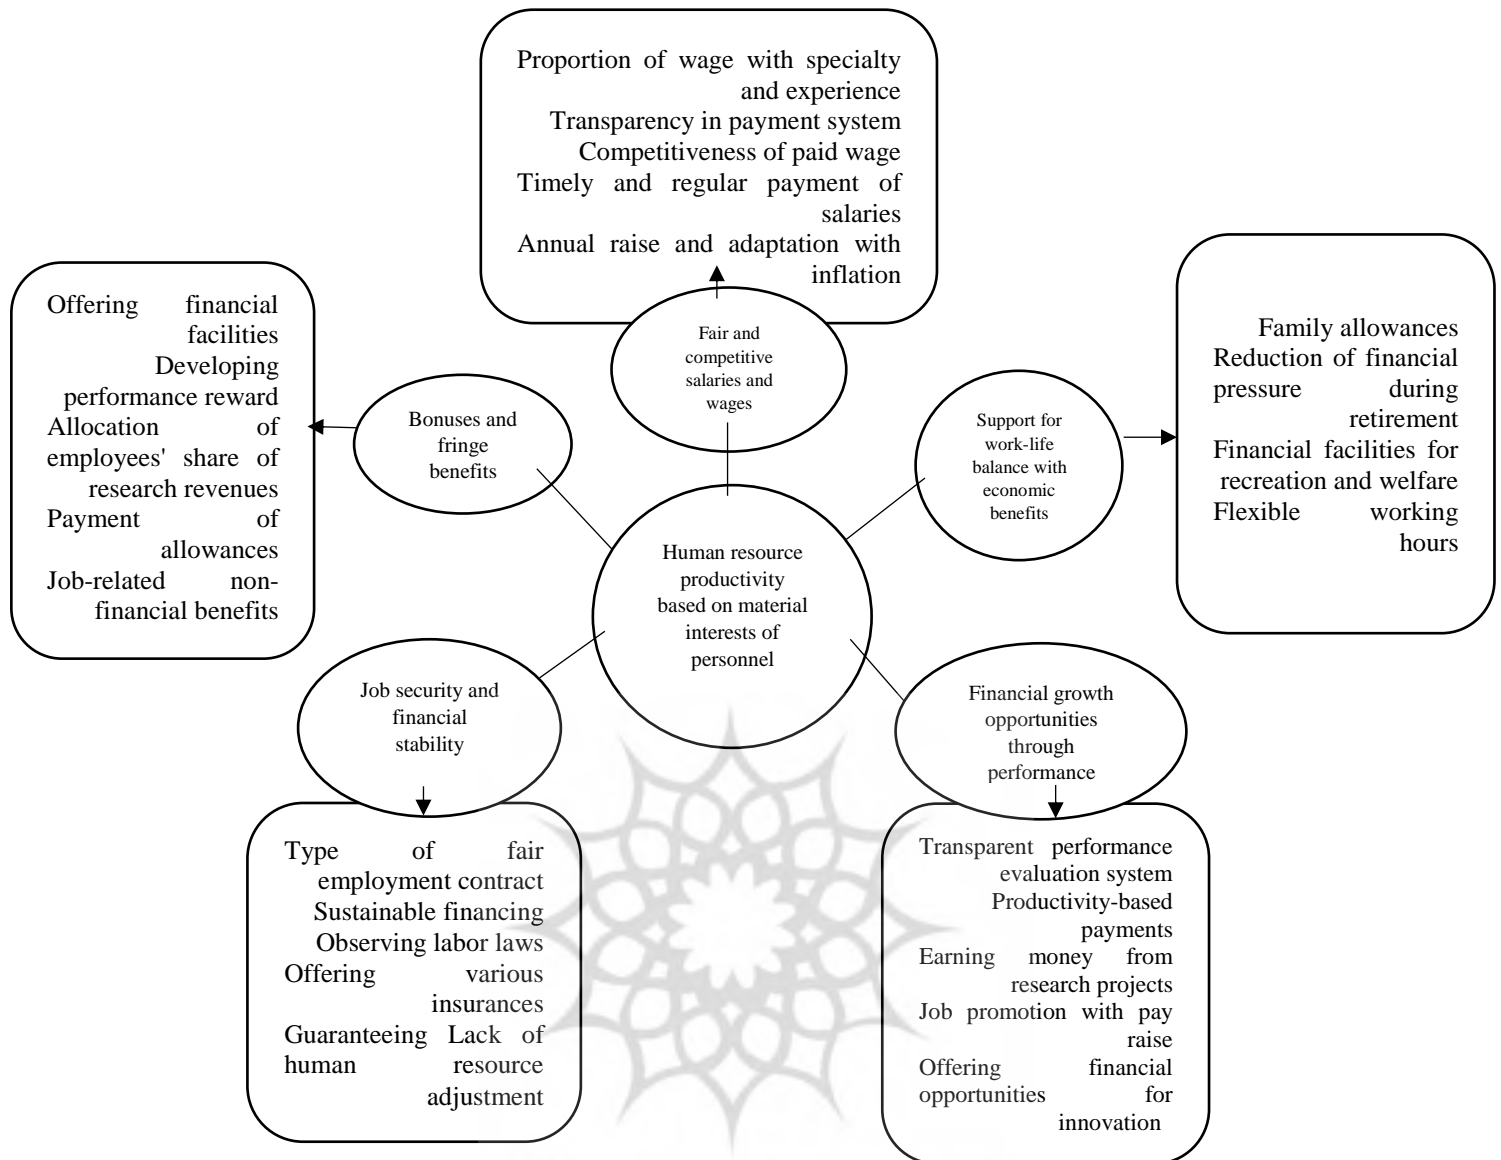 Proportion of wage with specialty
and experience
Transparency in payment system
Competitiveness of paid wage
Timely and regular payment of
salaries
Annual raise and adaptation with
inflation
Offering financial
facilities
Developing
performance reward
Allocation of
employees' share of
research revenues
Payment of
allowances
Job-related non-
financial benefits
Bonuses and
fringe
benefits
Fair and
competitive
salaries and
wages
Support for
work-life
balance with
economic
benefits
Family allowances
Reduction of financial
pressure during
retirement
Financial facilities for
recreation and welfare
Flexible working
hours
Human resource
productivity
based on material
interests of
personnel
Job security and
financial
stability
Financial growth
opportunities
through
performance
Type of fair
employment contract
Sustainable financing
Observing labor laws
Offering various
insurances
Guaranteeing Lack of
human resource
adjustment
Transparent performance
evaluation system
Productivity-based
payments
Earning money from
research projects
Job promotion with pay
raise
Offering financial
opportunities for
innovation